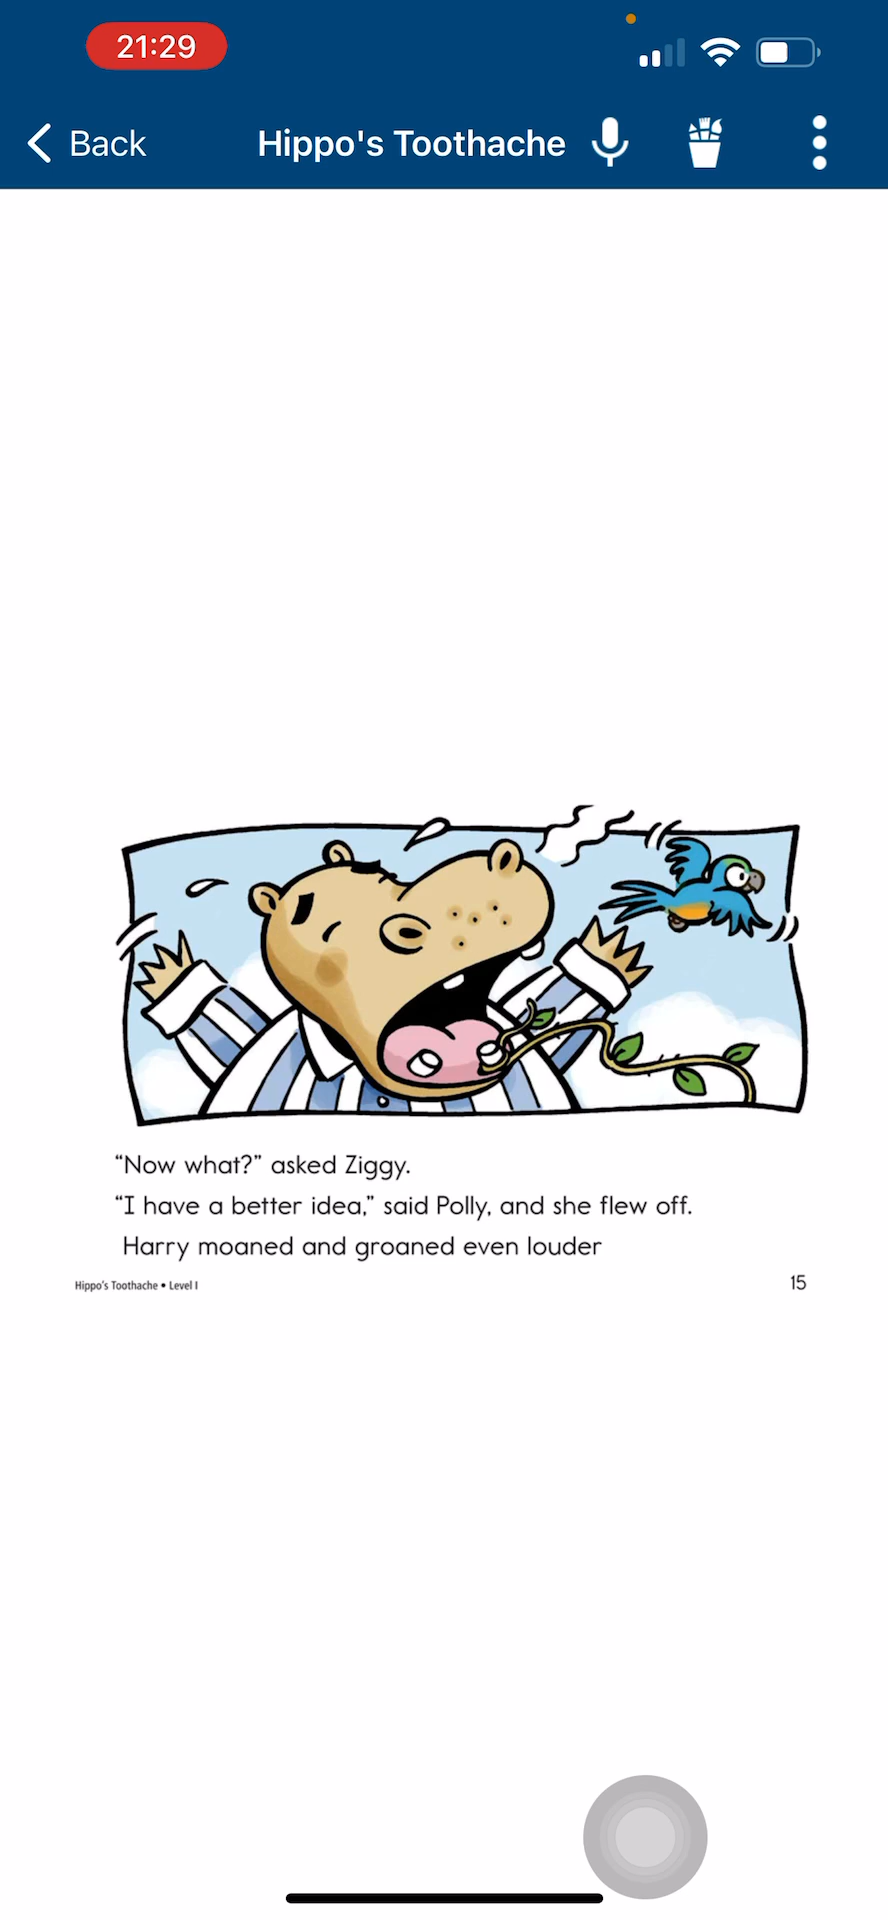 21:29
Back
Hippo's Toothache
“Now what?” asked Ziggy.
“I have a better idea,” said Polly, and she flew off.
Harry moaned and groaned even louder
Hippo's Toothache • Level I
15